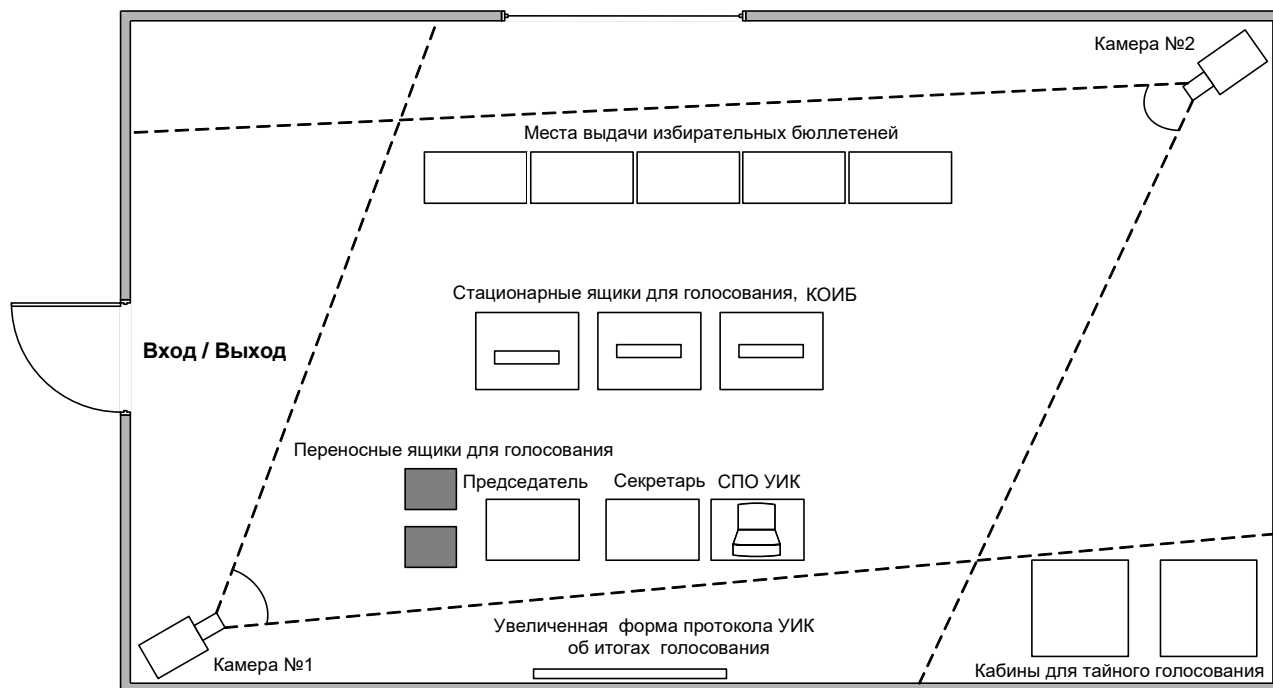 Камера №2
Места выдачи избирательных бюллетеней
Стационарные ящики для голосования, КОИБ
Вход / Выход
Переносные ящики для голосования
Председатель
Секретарь
СПО УИК
Увеличенная форма протокола УИК
об итогах голосования
Камера №1
Кабины для тайного голосования